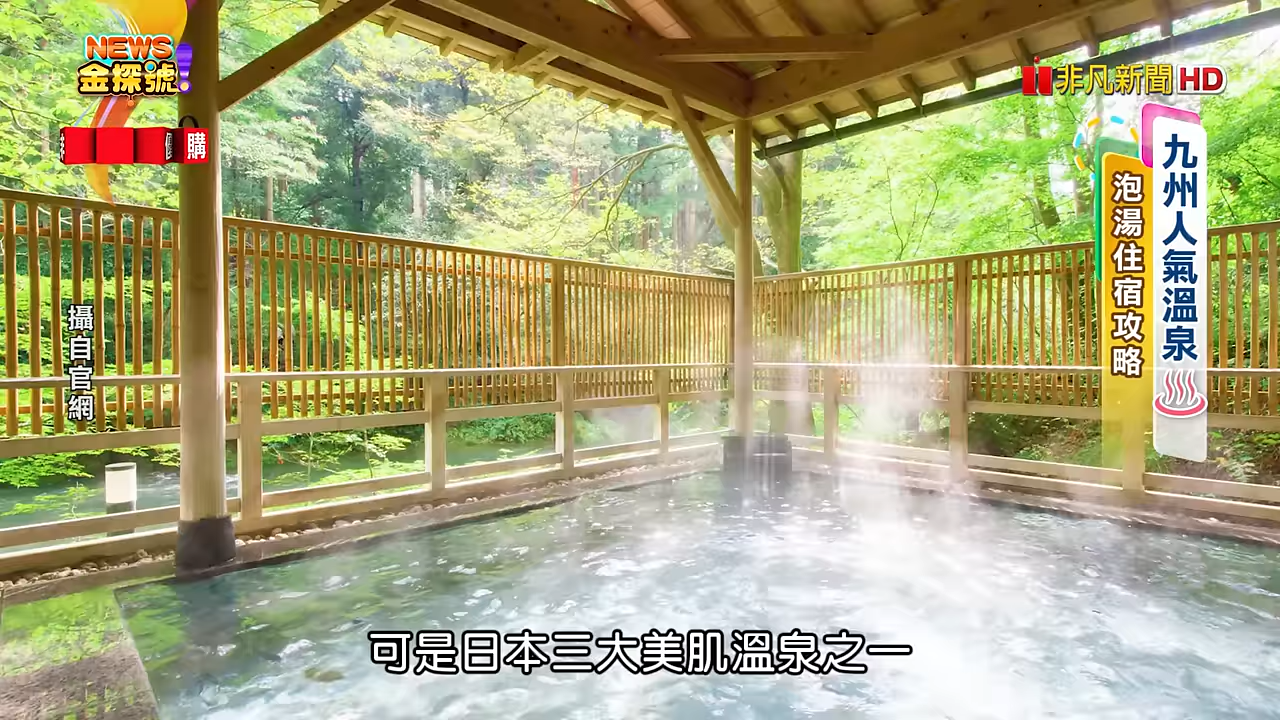 NEWS
金探號!
購
非凡新聞HD
九州人氣溫泉
泡湯住宿攻略
攝自官網
可是日本三大美肌溫泉之一